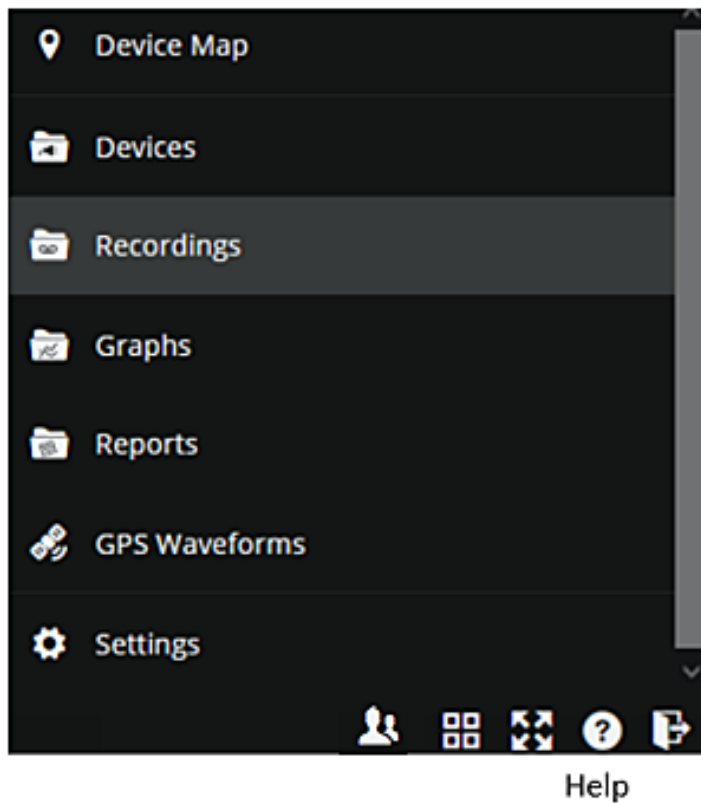 Device Map
Devices
Recordings
Graphs
Reports
GPS Waveforms
Settings
Help